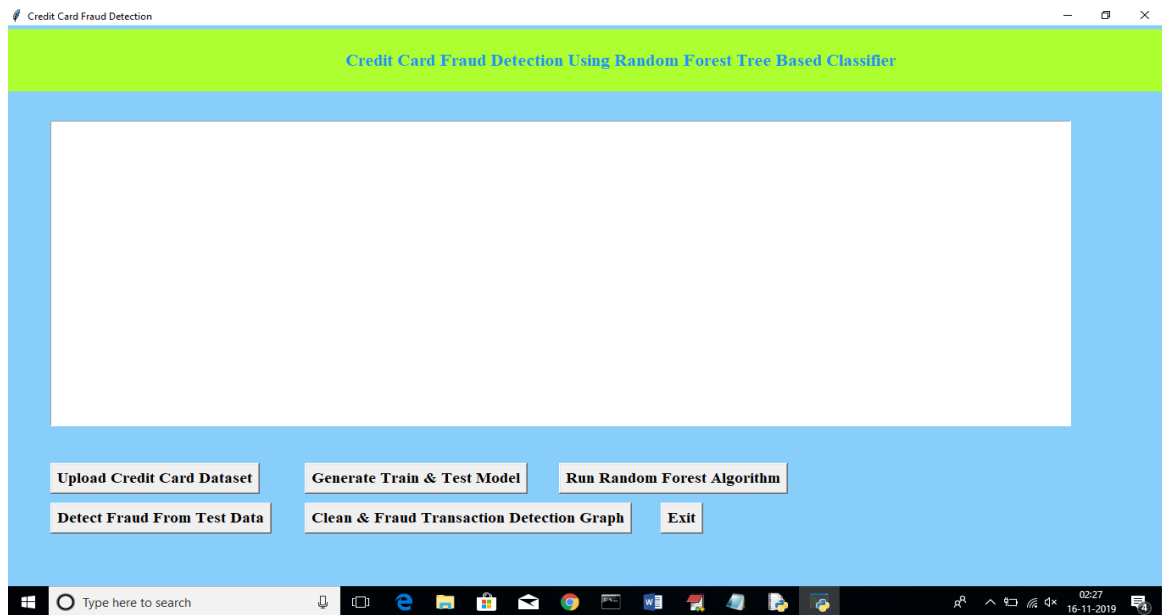 Credit Card Fraud Detection
Credit Card Fraud Detection Using Random Forest Tree Based Classifier
Upload Credit Card Dataset
Generate Train & Test Model
Run Random Forest Algorithm
Detect Fraud From Test Data
Clean & Fraud Transaction Detection Graph
Exit
Type here to search
02:27
16-11-2019
4